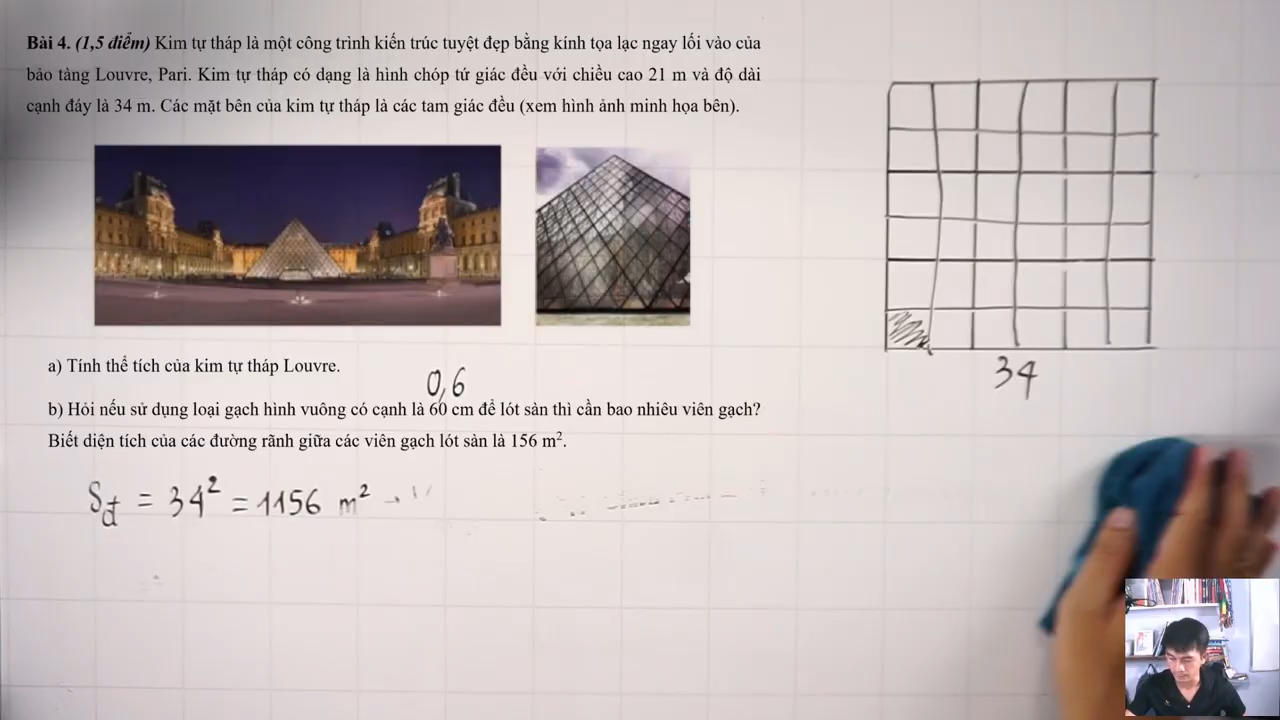 Bài 4. (1,5 điểm) Kim tự tháp là một công trình kiến trúc tuyệt đẹp bằng kính tọa lạc ngay lối vào của
bảo tàng Louvre, Pari. Kim tự tháp có dạng là hình chóp tứ giác đều với chiều cao 21 m và độ dài
cạnh đáy là 34 m. Các mặt bên của kim tự tháp là các tam giác đều (xem hình ảnh minh họa bên).
34
a) Tính thể tích của kim tự tháp Louvre.
0,6
b) Hỏi nếu sử dụng loại gạch hình vuông có cạnh là 60 cm để lót sàn thì cần bao nhiêu viên gạch?
Biết diện tích của các đường rãnh giữa các viên gạch lót sàn là 156 m².
Sđ = 34² = 1156 m²